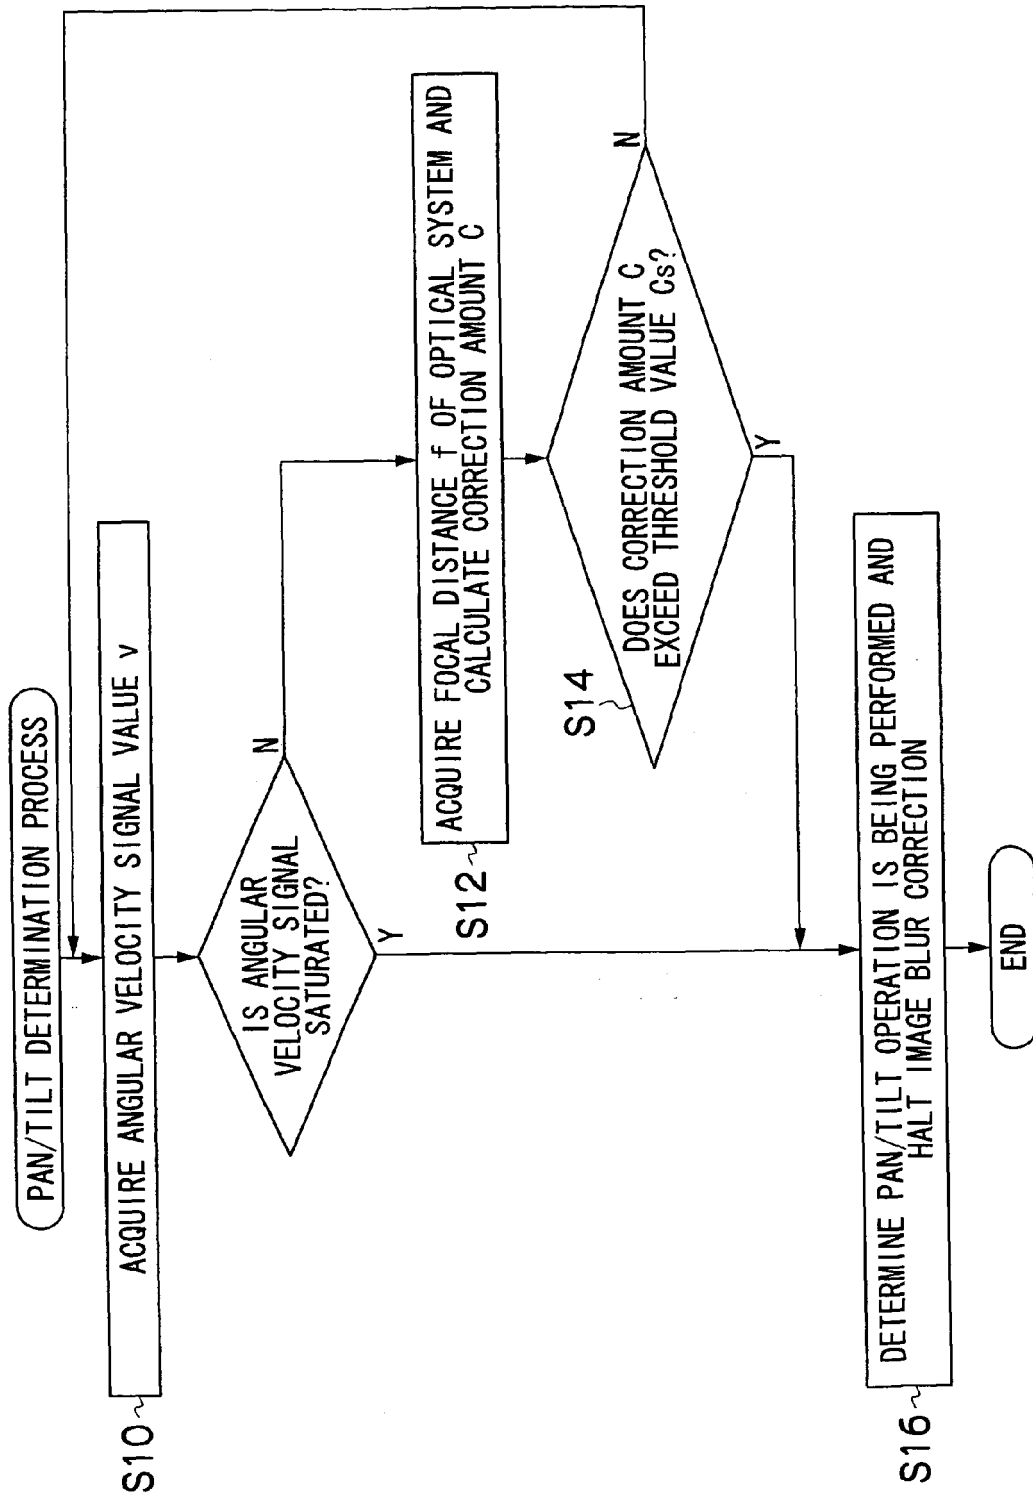 PAN/TILT DETERMINATION PROCESS
S10
ACQUIRE ANGULAR VELOCITY SIGNAL VALUE v
IS ANGULAR
VELOCITY SIGNAL
SATURATED?
N
Y
S12
ACQUIRE FOCAL DISTANCE f OF OPTICAL SYSTEM AND
CALCULATE CORRECTION AMOUNT C
S14
DOES CORRECTION AMOUNT C
EXCEED THRESHOLD VALUE Cs?
N
Y
S16
DETERMINE PAN/TILT OPERATION IS BEING PERFORMED AND
HALT IMAGE BLUR CORRECTION
END